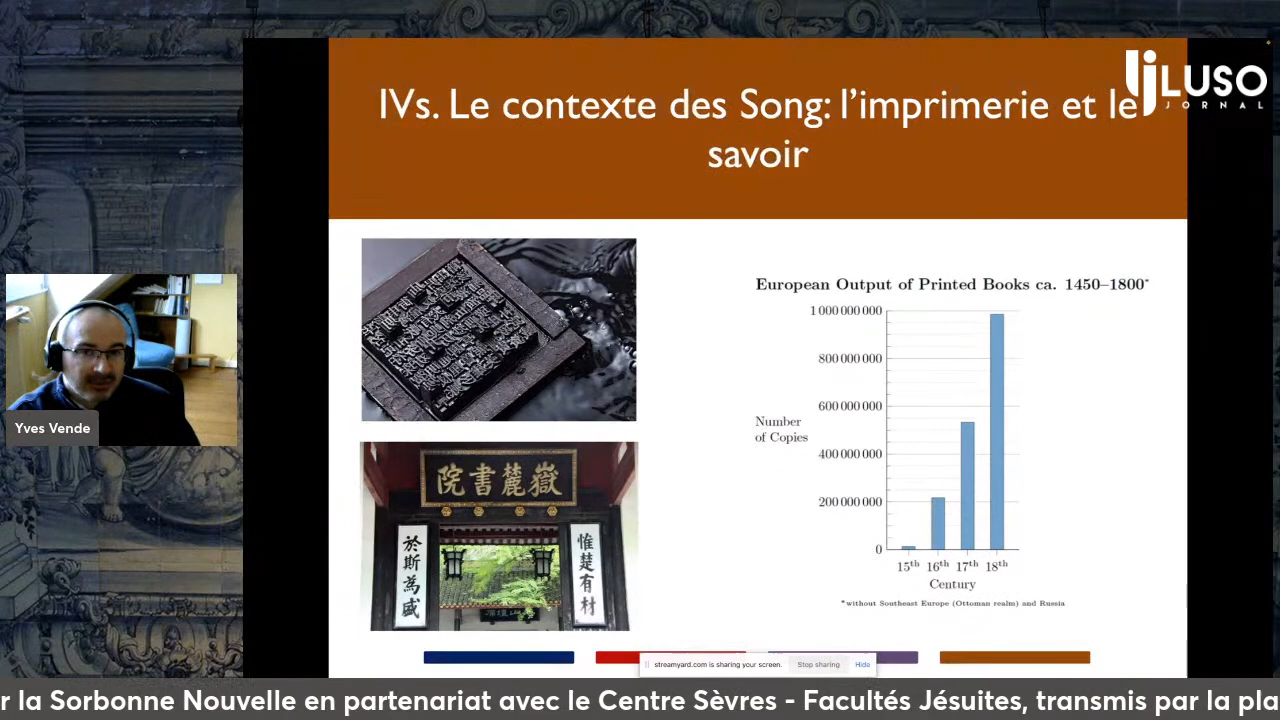 IVs. Le contexte des Song: l’imprimerie et le
savoir
LUSO
JORNAL
Yves Vende
嶽麓書院
惟楚有材
於斯為盛
European Output of Printed Books ca. 1450–1800*
1 000 000 000
800 000 000
600 000 000
400 000 000
200 000 000
0
Number
of Copies
15th 16th 17th 18th
Century
*without Southeast Europe (Ottoman realm) and Russia
streamyard.com is sharing your screen. Stop sharing Hide
r la Sorbonne Nouvelle en partenariat avec le Centre Sèvres - Facultés Jésuites, transmis par la pla